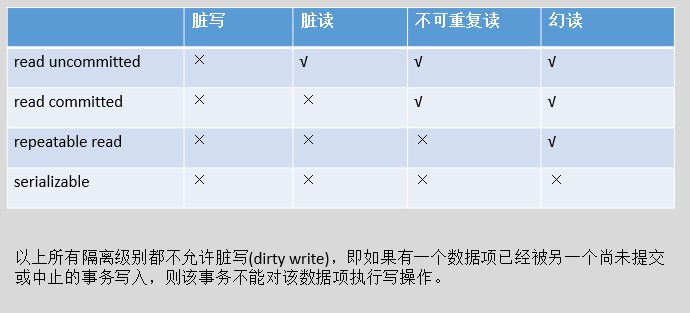 脏写 脏读 不可重复读 幻读
read uncommitted × √ √ √
read committed × × √ √
repeatable read × × × √
serializable × × × ×
以上所有隔离级别都不允许脏写(dirty write)，即如果有一个数据项已经被另一个尚未提交
或中止的事务写入，则该事务不能对该数据项执行写操作。